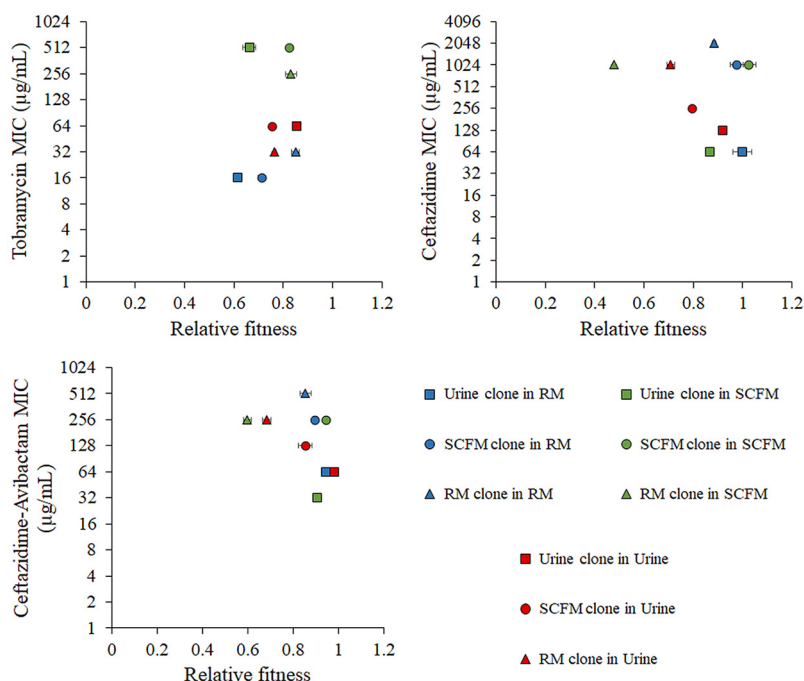 1024
512
256
128
64
32
16
8
4
2
1
Tobramycin MIC (µg/mL)
0 0.2 0.4 0.6 0.8 1 1.2
Relative fitness
4096
2048
1024
512
256
128
64
32
16
8
4
2
1
Ceftazidime MIC (µg/mL)
0 0.2 0.4 0.6 0.8 1 1.2
Relative fitness
1024
512
256
128
64
32
16
8
4
2
1
Ceftazidime-Avibactam MIC
(µg/mL)
0 0.2 0.4 0.6 0.8 1 1.2
Relative fitness
Urine clone in RM
Urine clone in SCFM
SCFM clone in RM
SCFM clone in SCFM
RM clone in RM
RM clone in SCFM
Urine clone in Urine
SCFM clone in Urine
RM clone in Urine